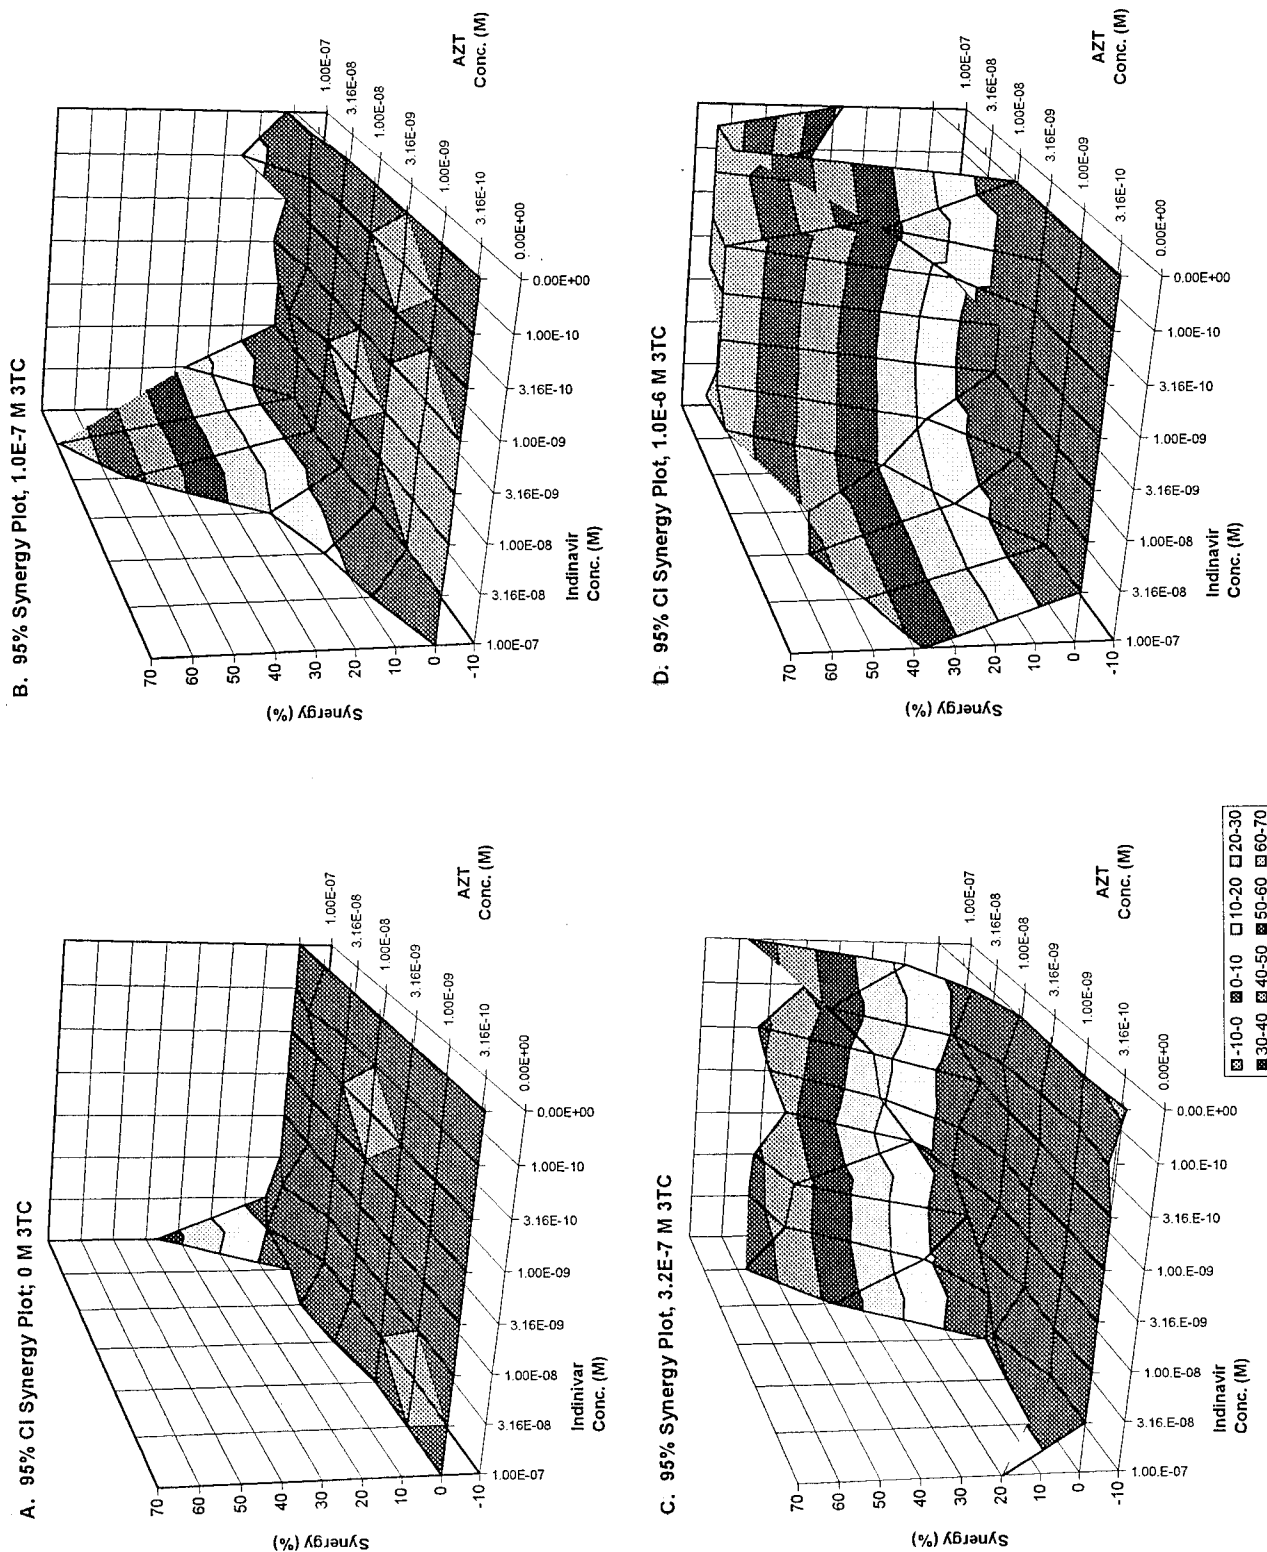 A. 95% CI Synergy Plot; 0 M 3TC
Synergy (%)
70
60
50
40
30
20
10
0
-10
1.00E-07
3.16E-08
1.00E-08
3.16E-09
1.00E-09
3.16E-10
1.00E-10
0.00E+00
Indinivar
Conc. (M)
0.00E+00
3.16E-10
1.00E-09
3.16E-09
1.00E-08
3.16E-08
1.00E-07
AZT
Conc. (M)
B. 95% Synergy Plot, 1.0E-7 M 3TC
Synergy (%)
70
60
50
40
30
20
10
0
-10
1.00E-07
3.16E-08
1.00E-08
3.16E-09
1.00E-09
3.16E-10
1.00E-10
0.00E+00
Indinavir
Conc. (M)
0.00E+00
3.16E-10
1.00E-09
3.16E-09
1.00E-08
3.16E-08
1.00E-07
AZT
Conc. (M)
C. 95% Synergy Plot, 3.2E-7 M 3TC
Synergy (%)
70
60
50
40
30
20
10
0
-10
1.00.E-07
3.16.E-08
1.00.E-08
3.16.E-09
1.00.E-09
3.16.E-10
1.00.E-10
0.00.E+00
Indinavir
Conc. (M)
0.00E+00
3.16E-10
1.00E-09
3.16E-09
1.00E-08
3.16E-08
1.00E-07
AZT
Conc. (M)
D. 95% CI Synergy Plot, 1.0E-6 M 3TC
Synergy (%)
70
60
50
40
30
20
10
0
-10
1.00E-07
3.16E-08
1.00E-08
3.16E-09
1.00E-09
3.16E-10
1.00E-10
0.00E+00
Indinavir
Conc. (M)
0.00E+00
3.16E-10
1.00E-09
3.16E-09
1.00E-08
3.16E-08
1.00E-07
AZT
Conc. (M)
-10-0 0-10 10-20 20-30
30-40 40-50 50-60 60-70